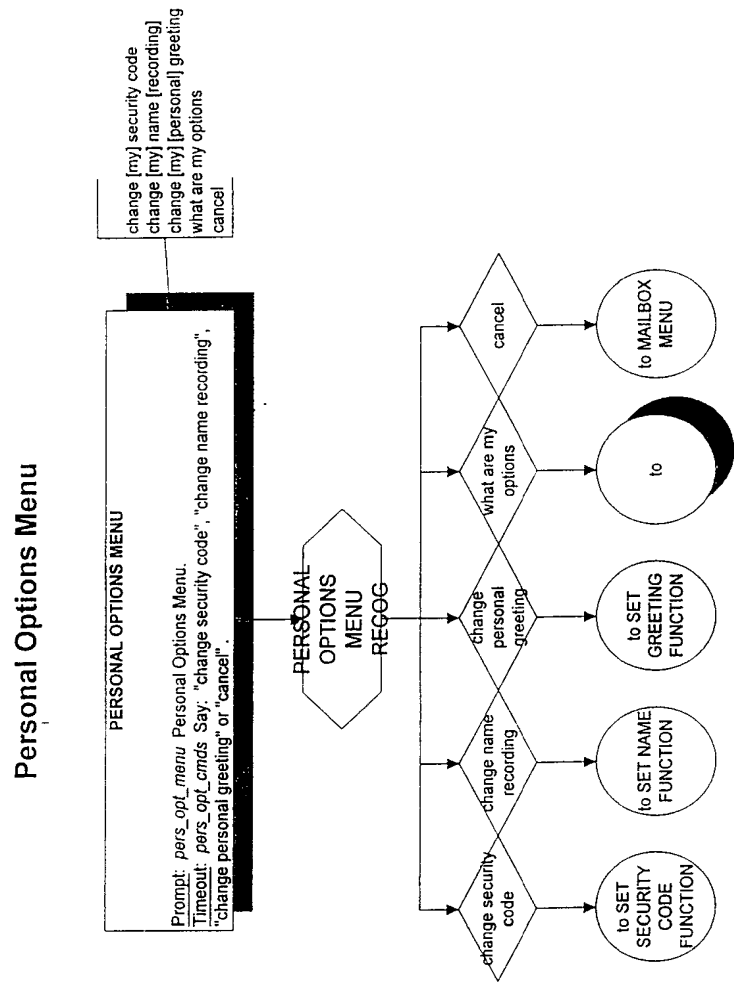 Personal Options Menu
change [my] security code
change [my] name [recording]
change [my] [personal] greeting
what are my options
cancel
PERSONAL OPTIONS MENU
Prompt: pers_opt_menu Personal Options Menu.
Timeout: pers_opt_cmds Say: "change security code", "change name recording",
"change personal greeting" or "cancel".
PERSONAL
OPTIONS
MENU
RECOG
change security
code
change name
recording
change
personal
greeting
what are my
options
cancel
to SET
SECURITY
CODE
FUNCTION
to SET NAME
FUNCTION
to SET
GREETING
FUNCTION
to
to MAILBOX
MENU